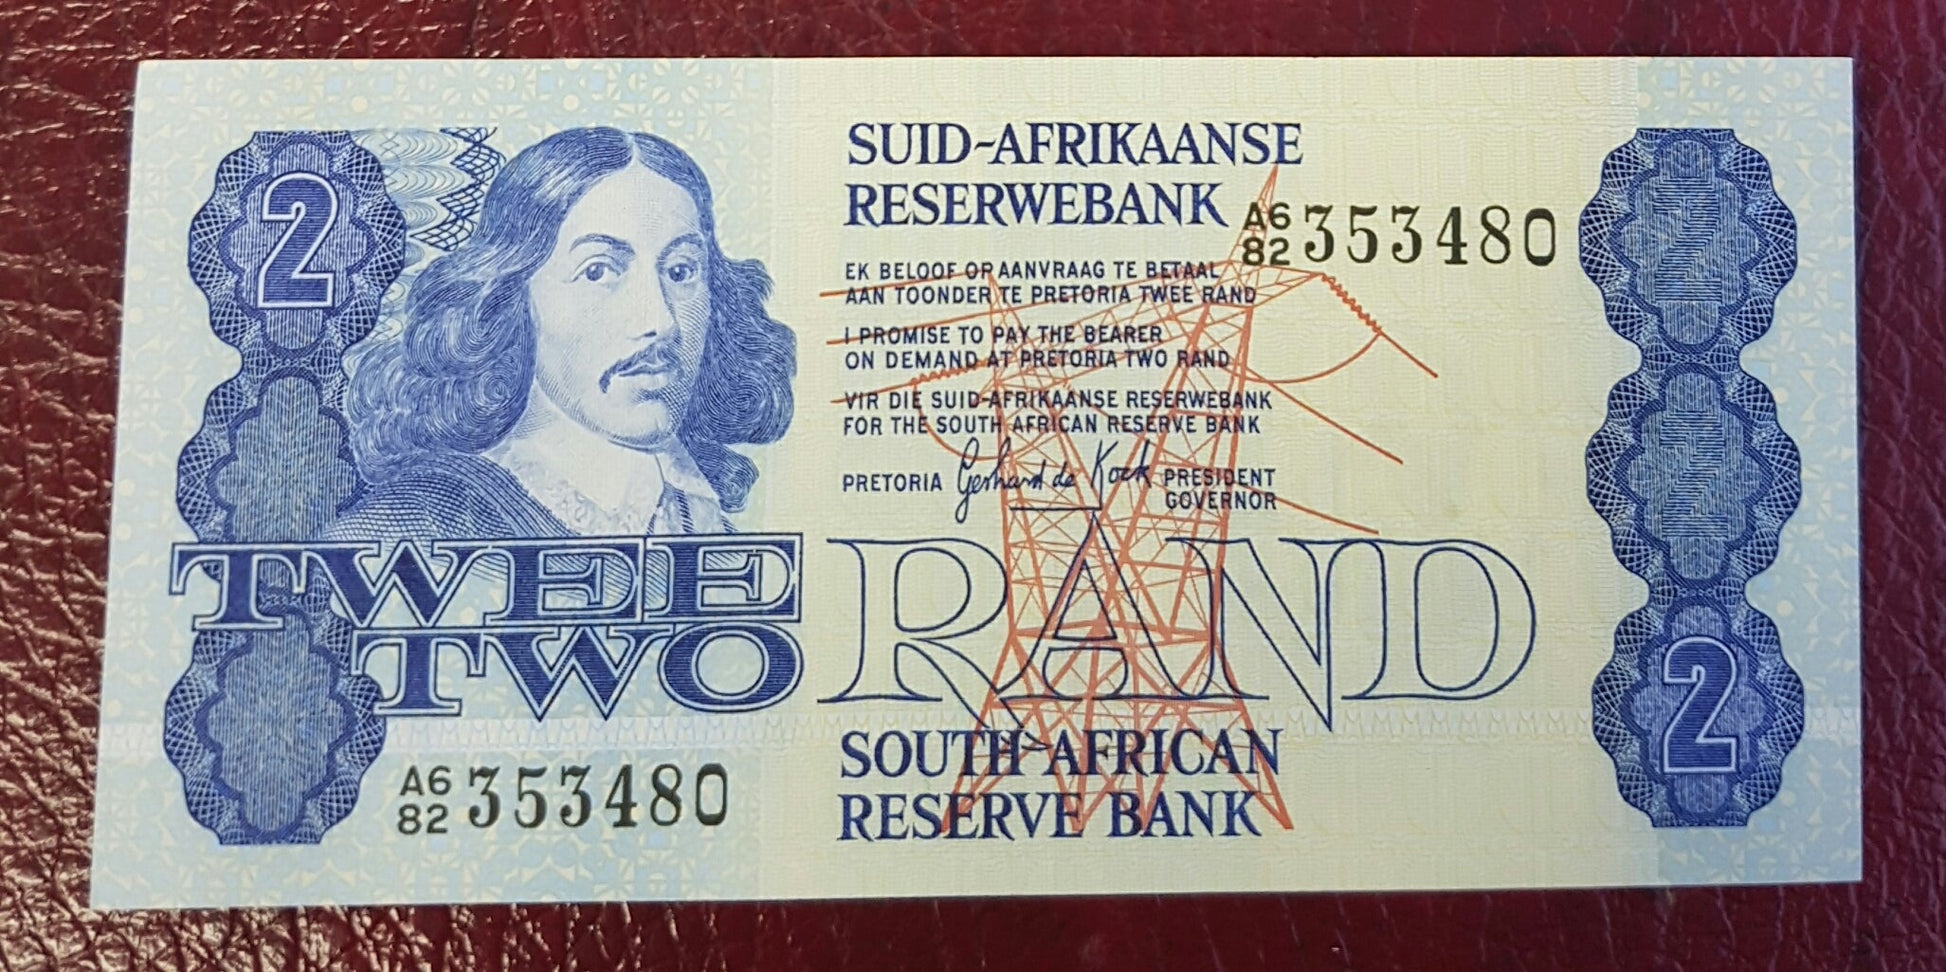 2
SUID-AFRIKAANSE
RESERWEBANK
A6
82 353480
EK BELOOF OP AANVRAAG TE BETAAL
AAN TOONDER TE PRETORIA TWEE RAND
I PROMISE TO PAY THE BEARER
ON DEMAND AT PRETORIA TWO RAND
VIR DIE SUID-AFRIKAANSE RESERWEBANK
FOR THE SOUTH AFRICAN RESERVE BANK
PRETORIA Gerhard de Kock PRESIDENT
GOVERNOR
TWEE
TWO
RAND
2
SOUTH-AFRICAN
RESERVE BANK
A6
82 353480